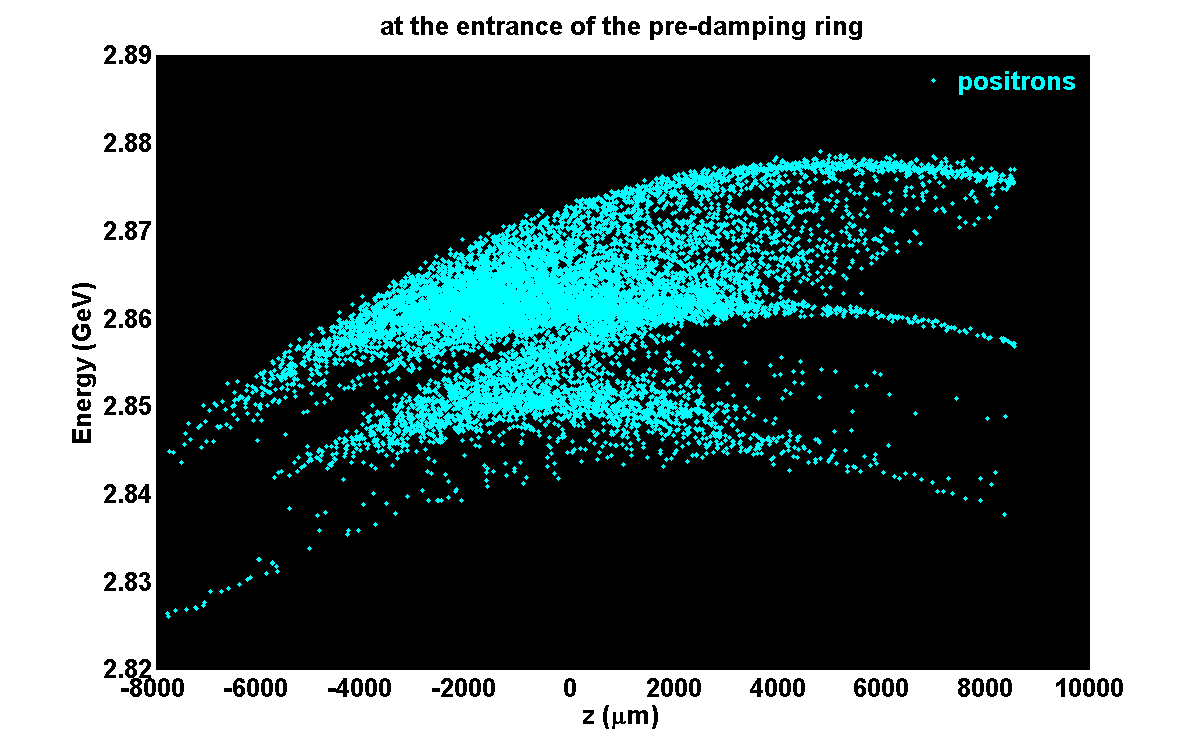 at the entrance of the pre-damping ring
positrons
2.89
2.88
2.87
2.86
2.85
2.84
2.83
2.82
Energy (GeV)
-8000 -6000 -4000 -2000 0 2000 4000 6000 8000 10000
z (μm)